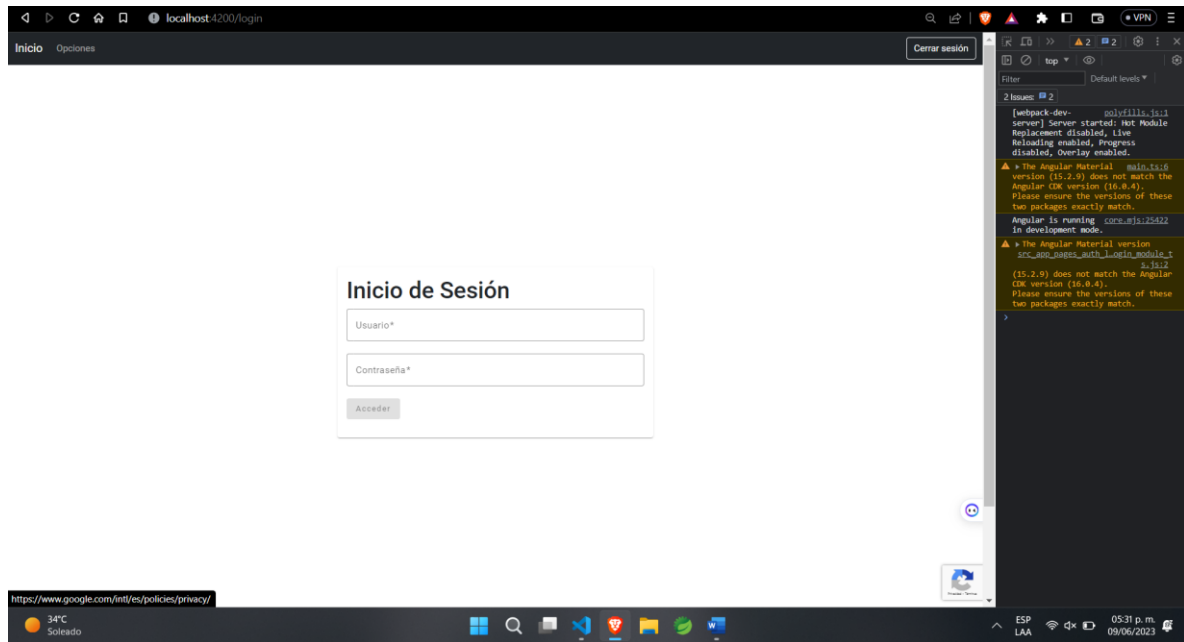 localhost:4200/login
VPN
Inicio Opciones
Cerrar sesión
Inicio de Sesión
Usuario*
Contraseña*
Acceder
https://www.google.com/intl/es/policies/privacy/
2 2
top
Filter
Default levels
2 Issues: 2
[webpack-dev- polyfills.js:1
server] Server started: Hot Module
Replacement disabled, Live
Reloading enabled, Progress
disabled, Overlay enabled.
The Angular Material main.ts:6
version (15.2.9) does not match the
Angular CDK version (16.0.4).
Please ensure the versions of these
two packages exactly match.
Angular is running core.mjs:25422
in development mode.
The Angular Material version
src_app_pages_auth_l…ogin_module_t
s.js:2
(15.2.9) does not match the Angular
CDK version (16.0.4).
Please ensure the versions of these
two packages exactly match.
34°C
Soleado
ESP
LAA
05:31 p. m.
09/06/2023